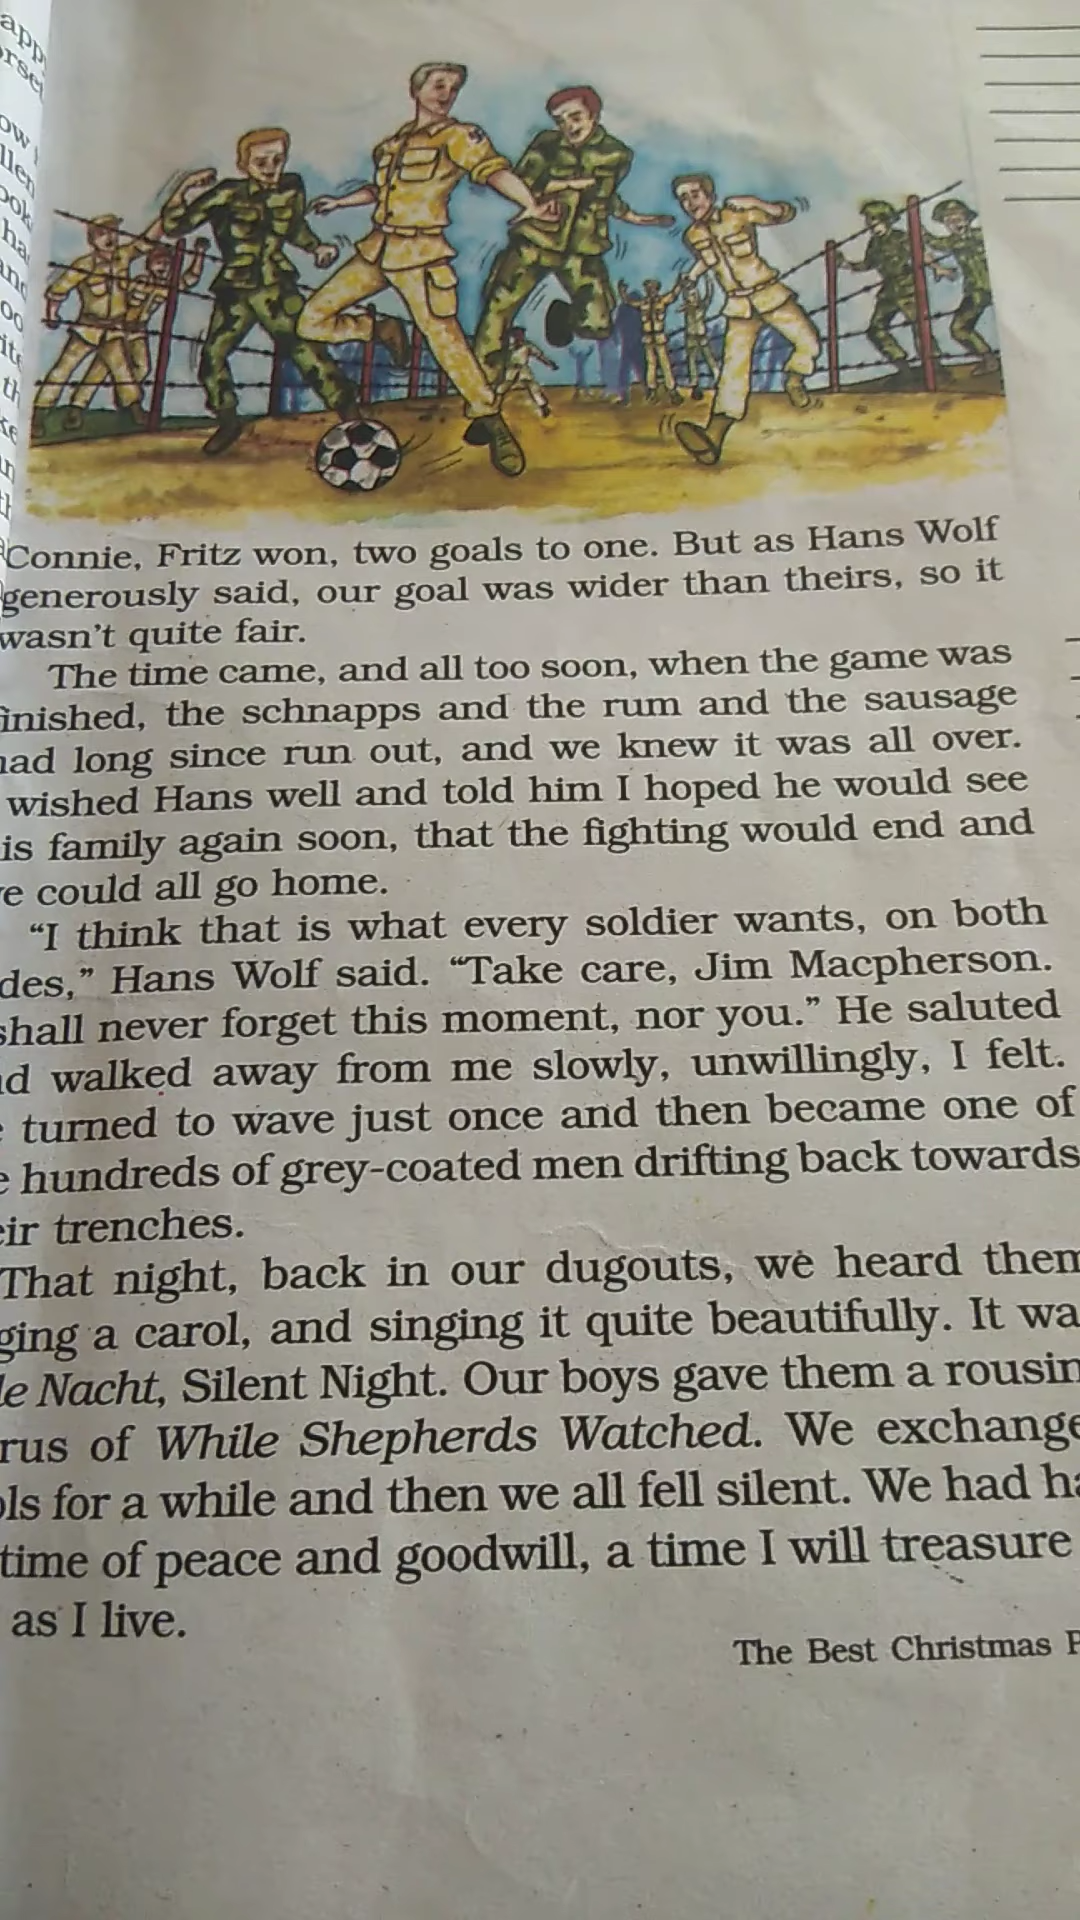 Connie, Fritz won, two goals to one. But as Hans Wolf
generously said, our goal was wider than theirs, so it
wasn't quite fair.
The time came, and all too soon, when the game was
finished, the schnapps and the rum and the sausage
had long since run out, and we knew it was all over.
wished Hans well and told him I hoped he would see
is family again soon, that the fighting would end and
e could all go home.
“I think that is what every soldier wants, on both
des,” Hans Wolf said. “Take care, Jim Macpherson.
shall never forget this moment, nor you.” He saluted
d walked away from me slowly, unwillingly, I felt.
turned to wave just once and then became one of
e hundreds of grey-coated men drifting back towards
eir trenches.
That night, back in our dugouts, we heard them
ging a carol, and singing it quite beautifully. It wa
le Nacht, Silent Night. Our boys gave them a rousin
rus of While Shepherds Watched. We exchange
ols for a while and then we all fell silent. We had ha
time of peace and goodwill, a time I will treasure
as I live.
The Best Christmas P